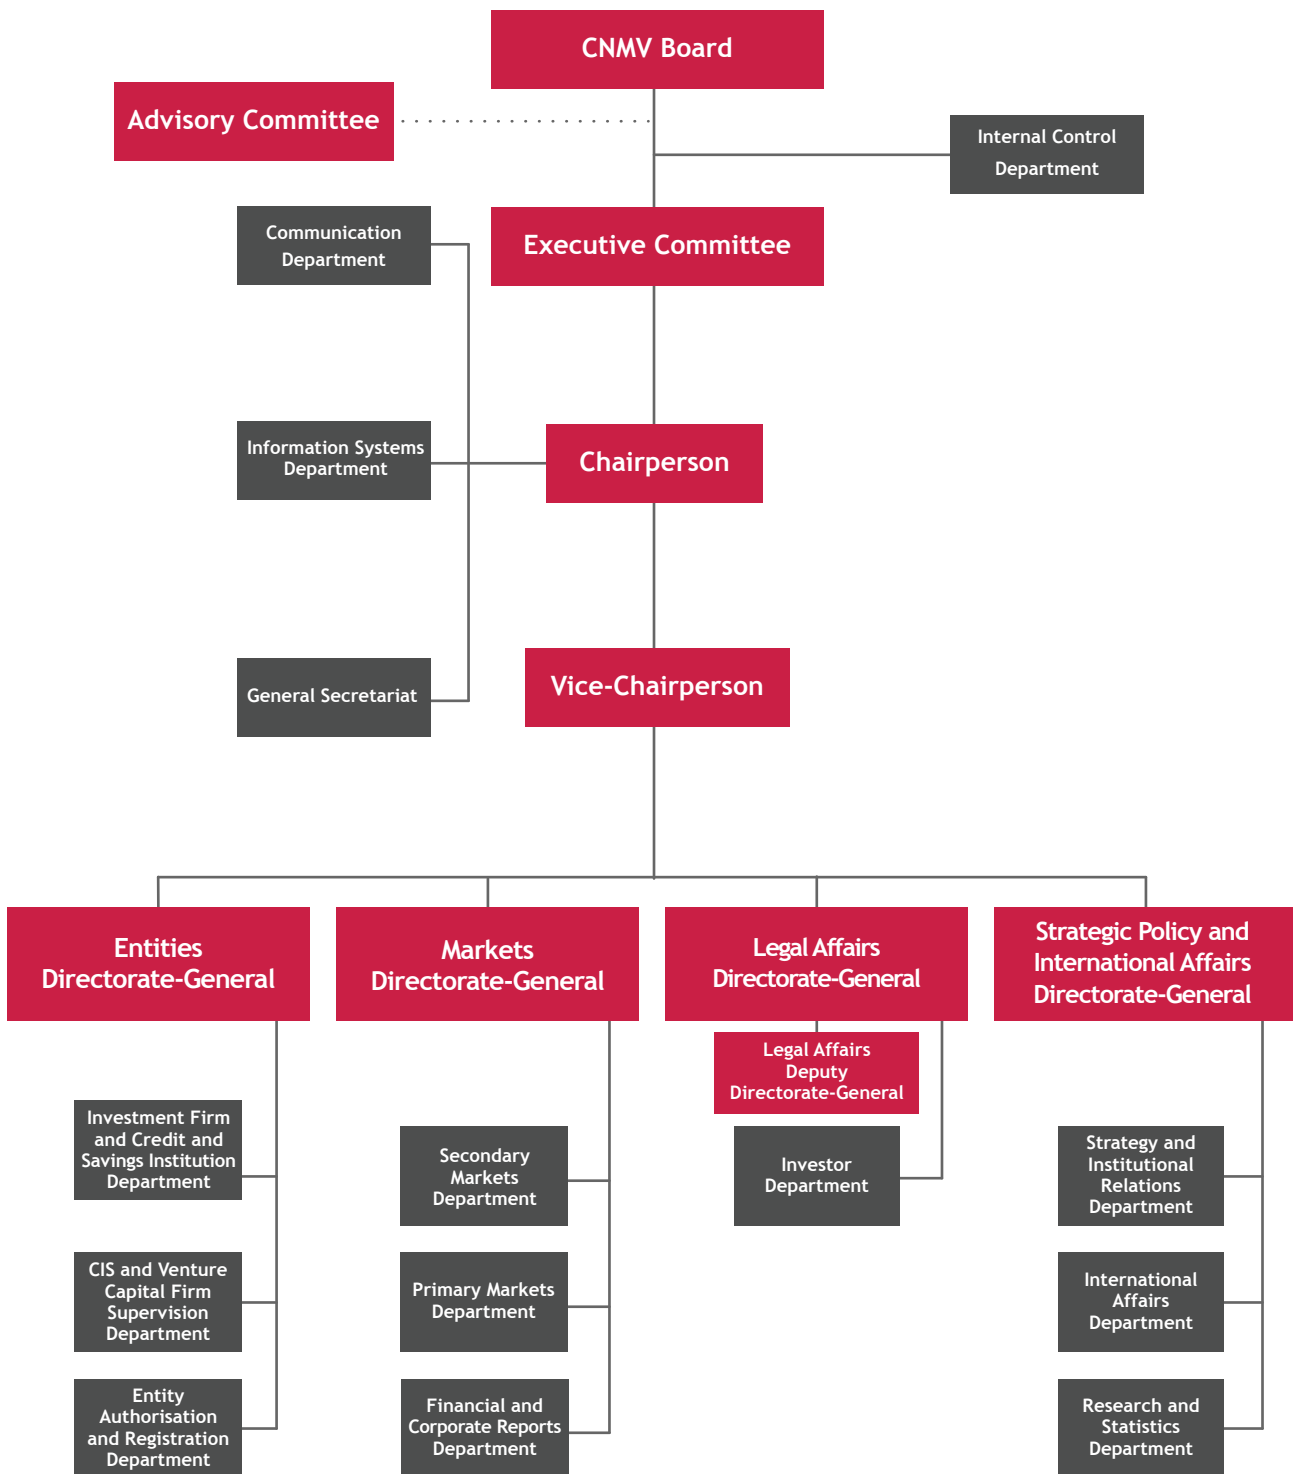 CNMV Board
Advisory Committee
Internal Control
Department
Communication
Department
Executive Committee
Information Systems
Department
Chairperson
General Secretariat
Vice-Chairperson
Entities
Directorate-General
Markets
Directorate-General
Legal Affairs
Directorate-General
Strategic Policy and
International Affairs
Directorate-General
Legal Affairs
Deputy
Directorate-General
Investment Firm
and Credit and
Savings Institution
Department
Secondary
Markets
Department
Investor
Department
Strategy and
Institutional
Relations
Department
CIS and Venture
Capital Firm
Supervision
Department
Primary Markets
Department
International
Affairs
Department
Entity
Authorisation
and Registration
Department
Financial and
Corporate Reports
Department
Research and
Statistics
Department